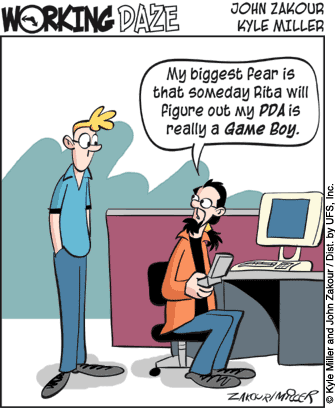 WORKING DAZE
JOHN ZAKOUR
KYLE MILLER
My biggest fear is
that someday Rita will
figure out my PDA is
really a Game Boy.
© Kyle Miller and John Zakour / Dist. by UFS, Inc.
ZAKOUR/MILLER